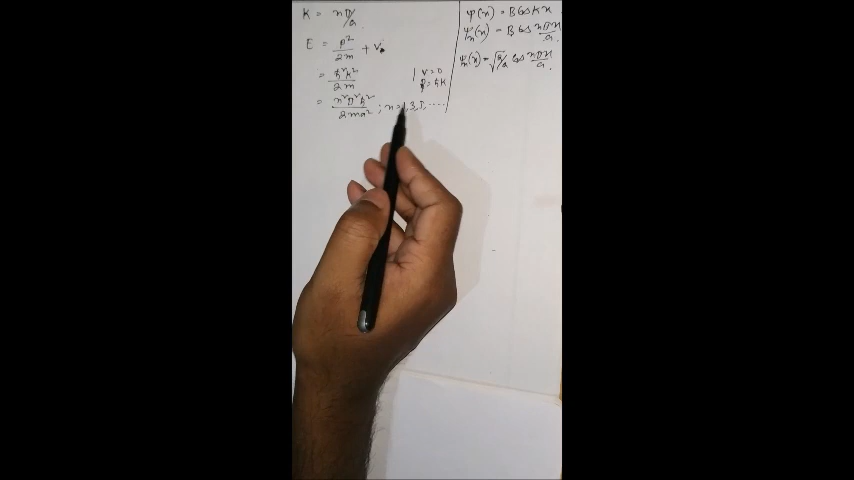 K = nπ/a
E = p²/2m + V
= ħ²k²/2m | V = 0
p = ħK
= n²π²ħ²/2ma² ; n = 1,3,5, ....
ψ(x) = B cos Kx
ψn(x) = B cos nπx/a
ψn(x) = √2/a cos nπx/a